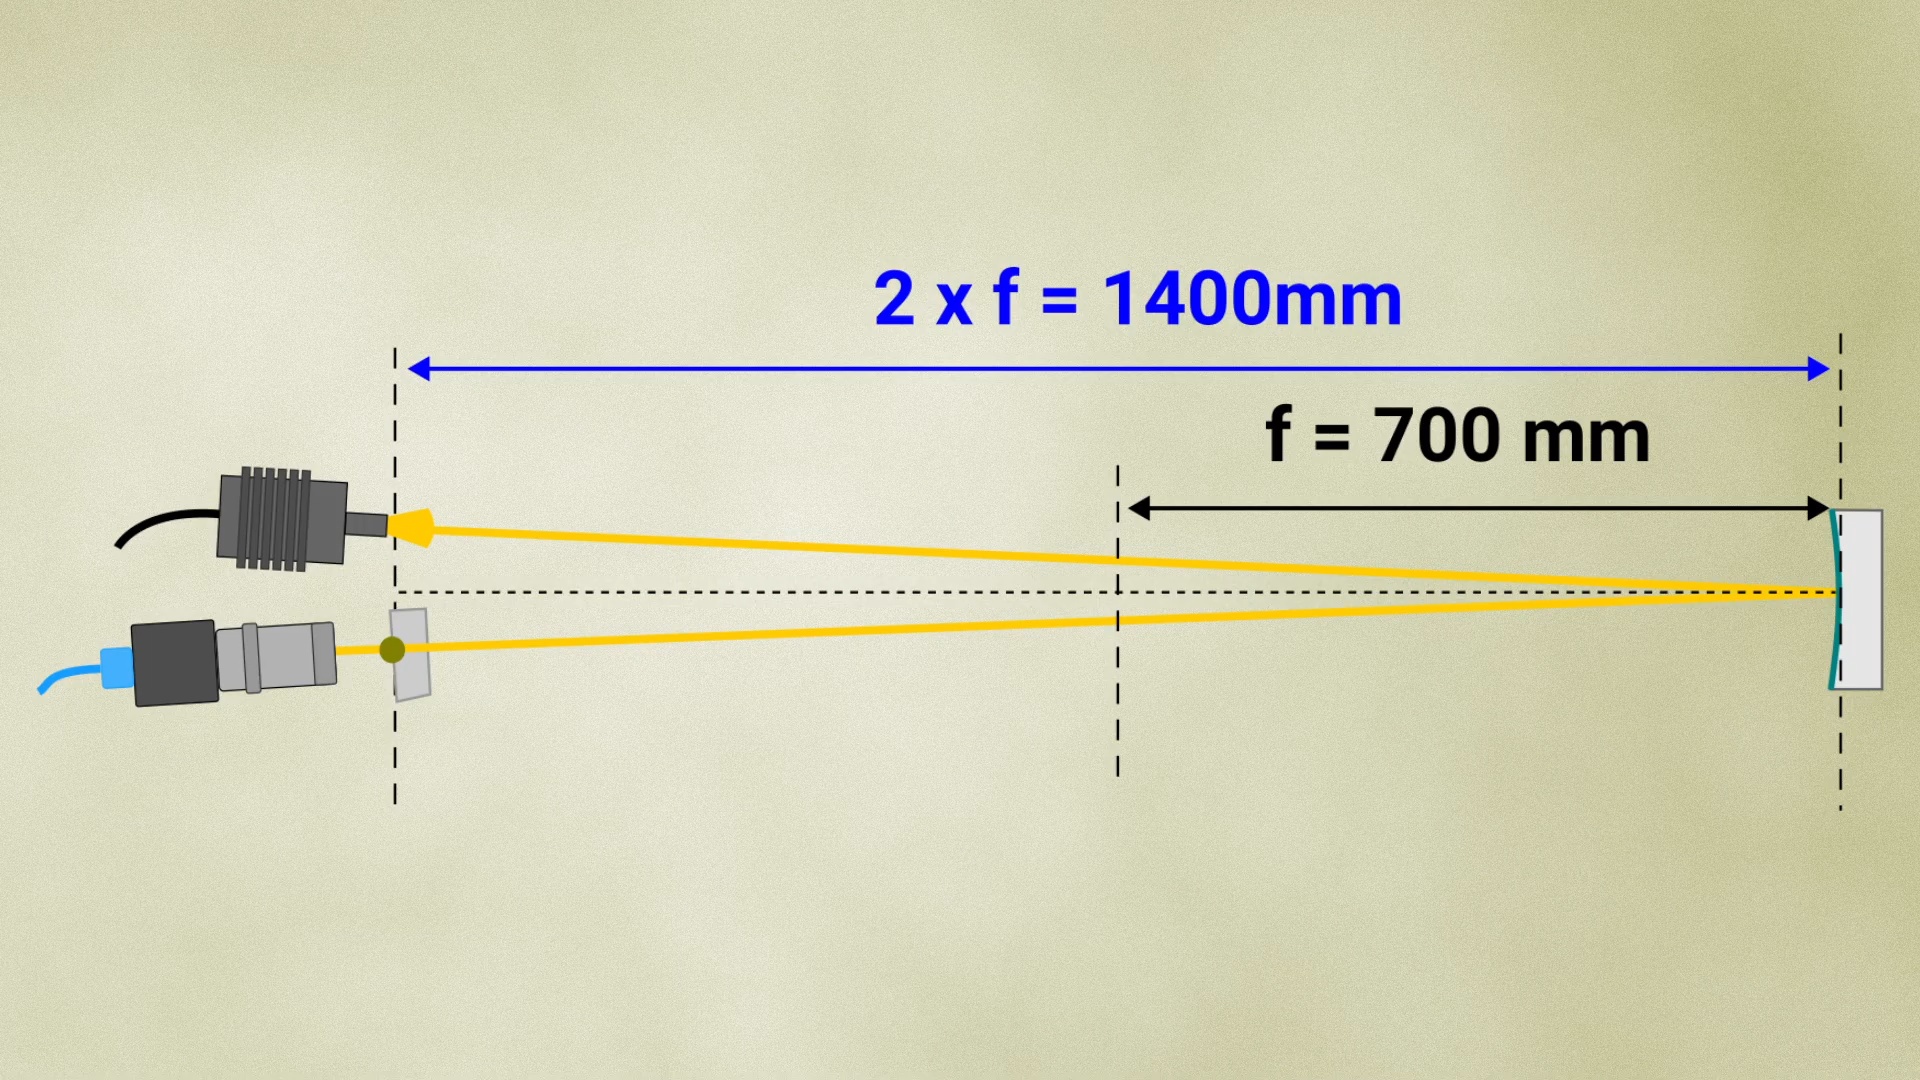 2 x f = 1400mm
f = 700 mm